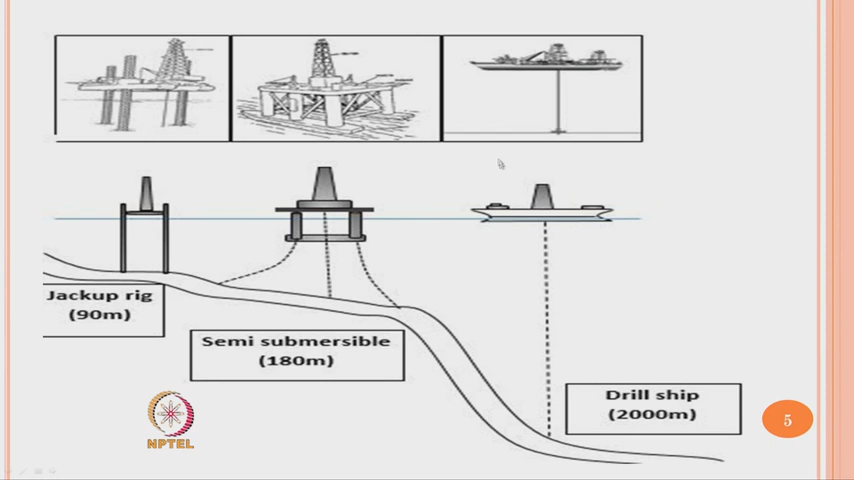 Jackup rig
(90m)
Semi submersible
(180m)
Drill ship
(2000m)
NPTEL
5